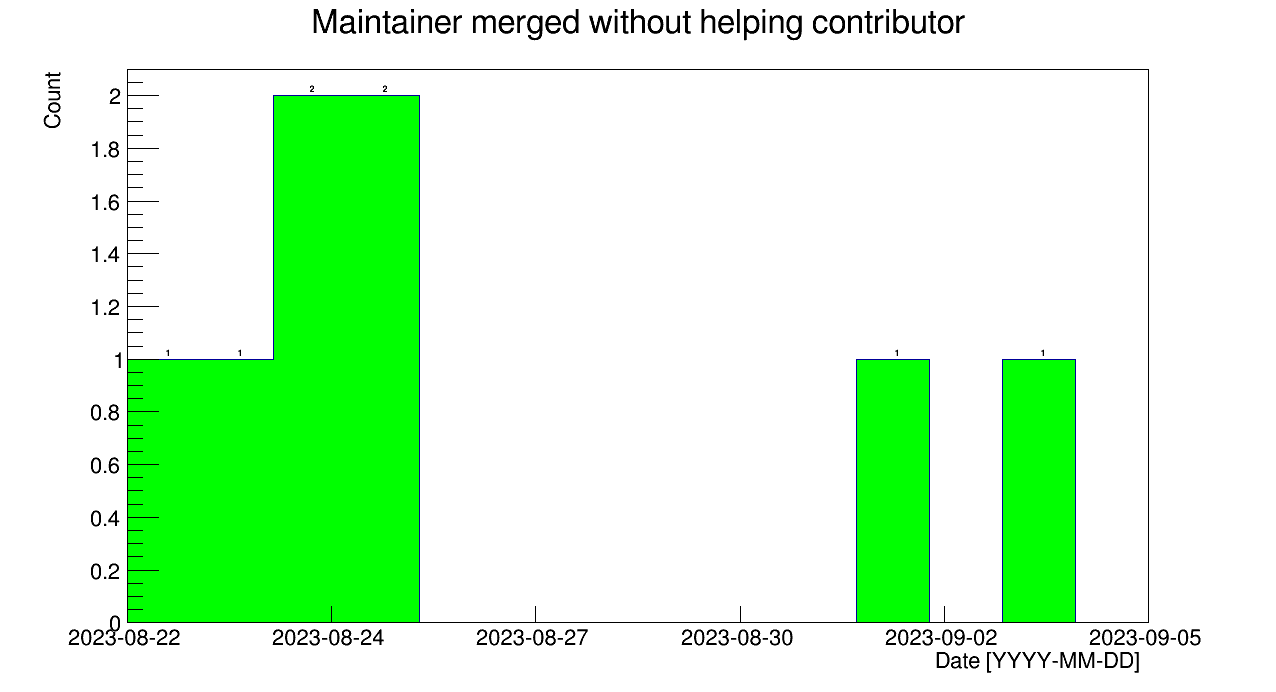 Maintainer merged without helping contributor
Count
2
1.8
1.6
1.4
1.2
1
0.8
0.6
0.4
0.2
0
1 1 2 2 1 1
2023-08-22 2023-08-24 2023-08-27 2023-08-30 2023-09-02 2023-09-05
Date [YYYY-MM-DD]